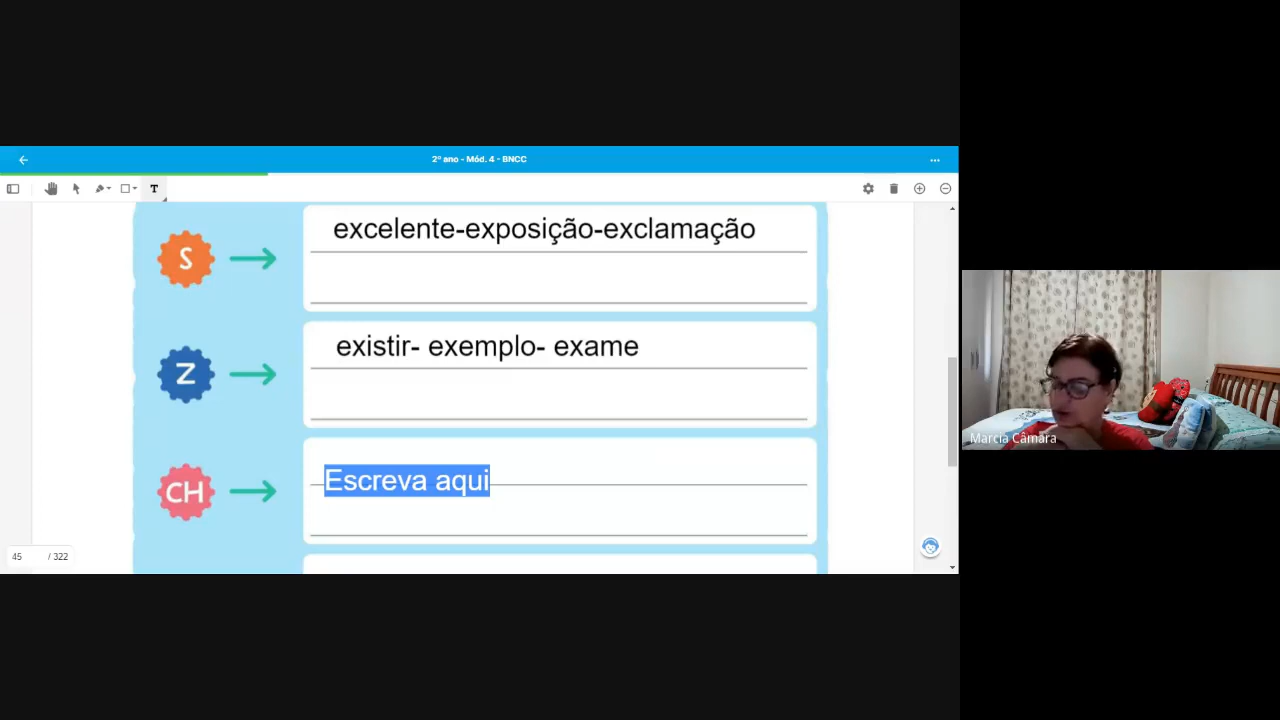 2º ano - Mód. 4 - BNCC
T
S
excelente-exposição-exclamação
Z
existir- exemplo- exame
CH
Escreva aqui
45 / 322
Marcia Câmara